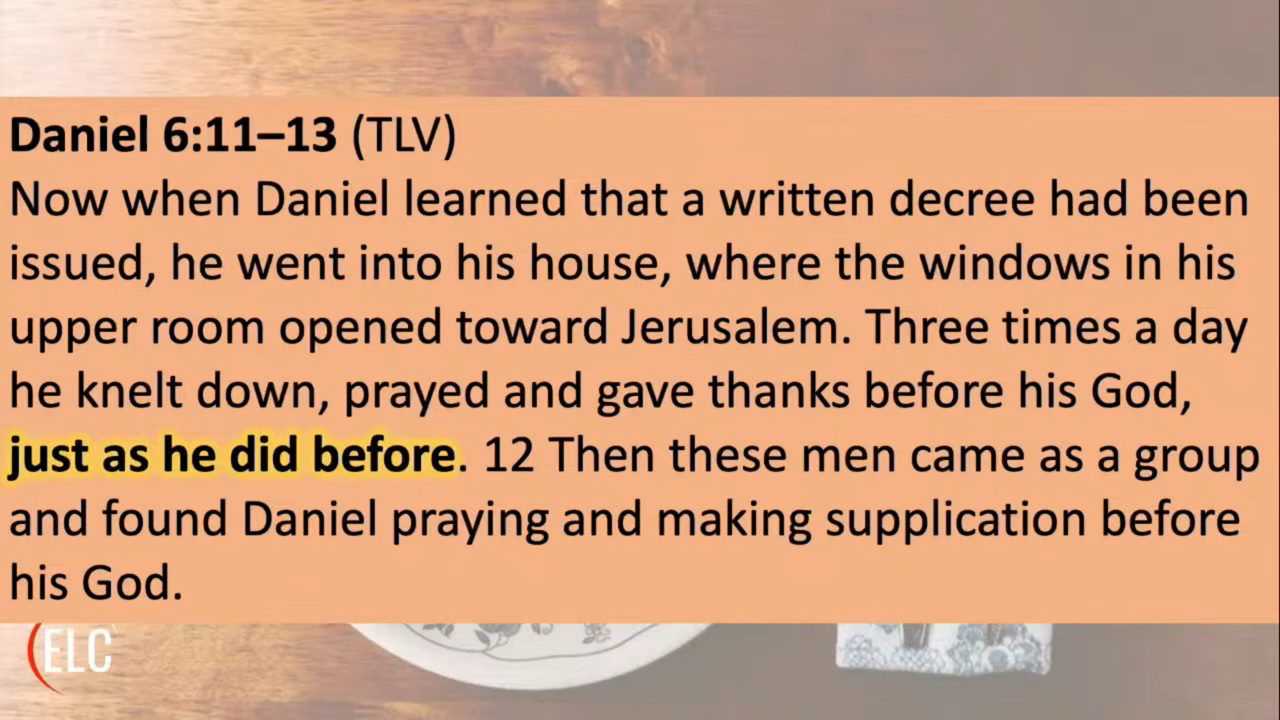 Daniel 6:11–13 (TLV)
Now when Daniel learned that a written decree had been
issued, he went into his house, where the windows in his
upper room opened toward Jerusalem. Three times a day
he knelt down, prayed and gave thanks before his God,
just as he did before. 12 Then these men came as a group
and found Daniel praying and making supplication before
his God.
ELC